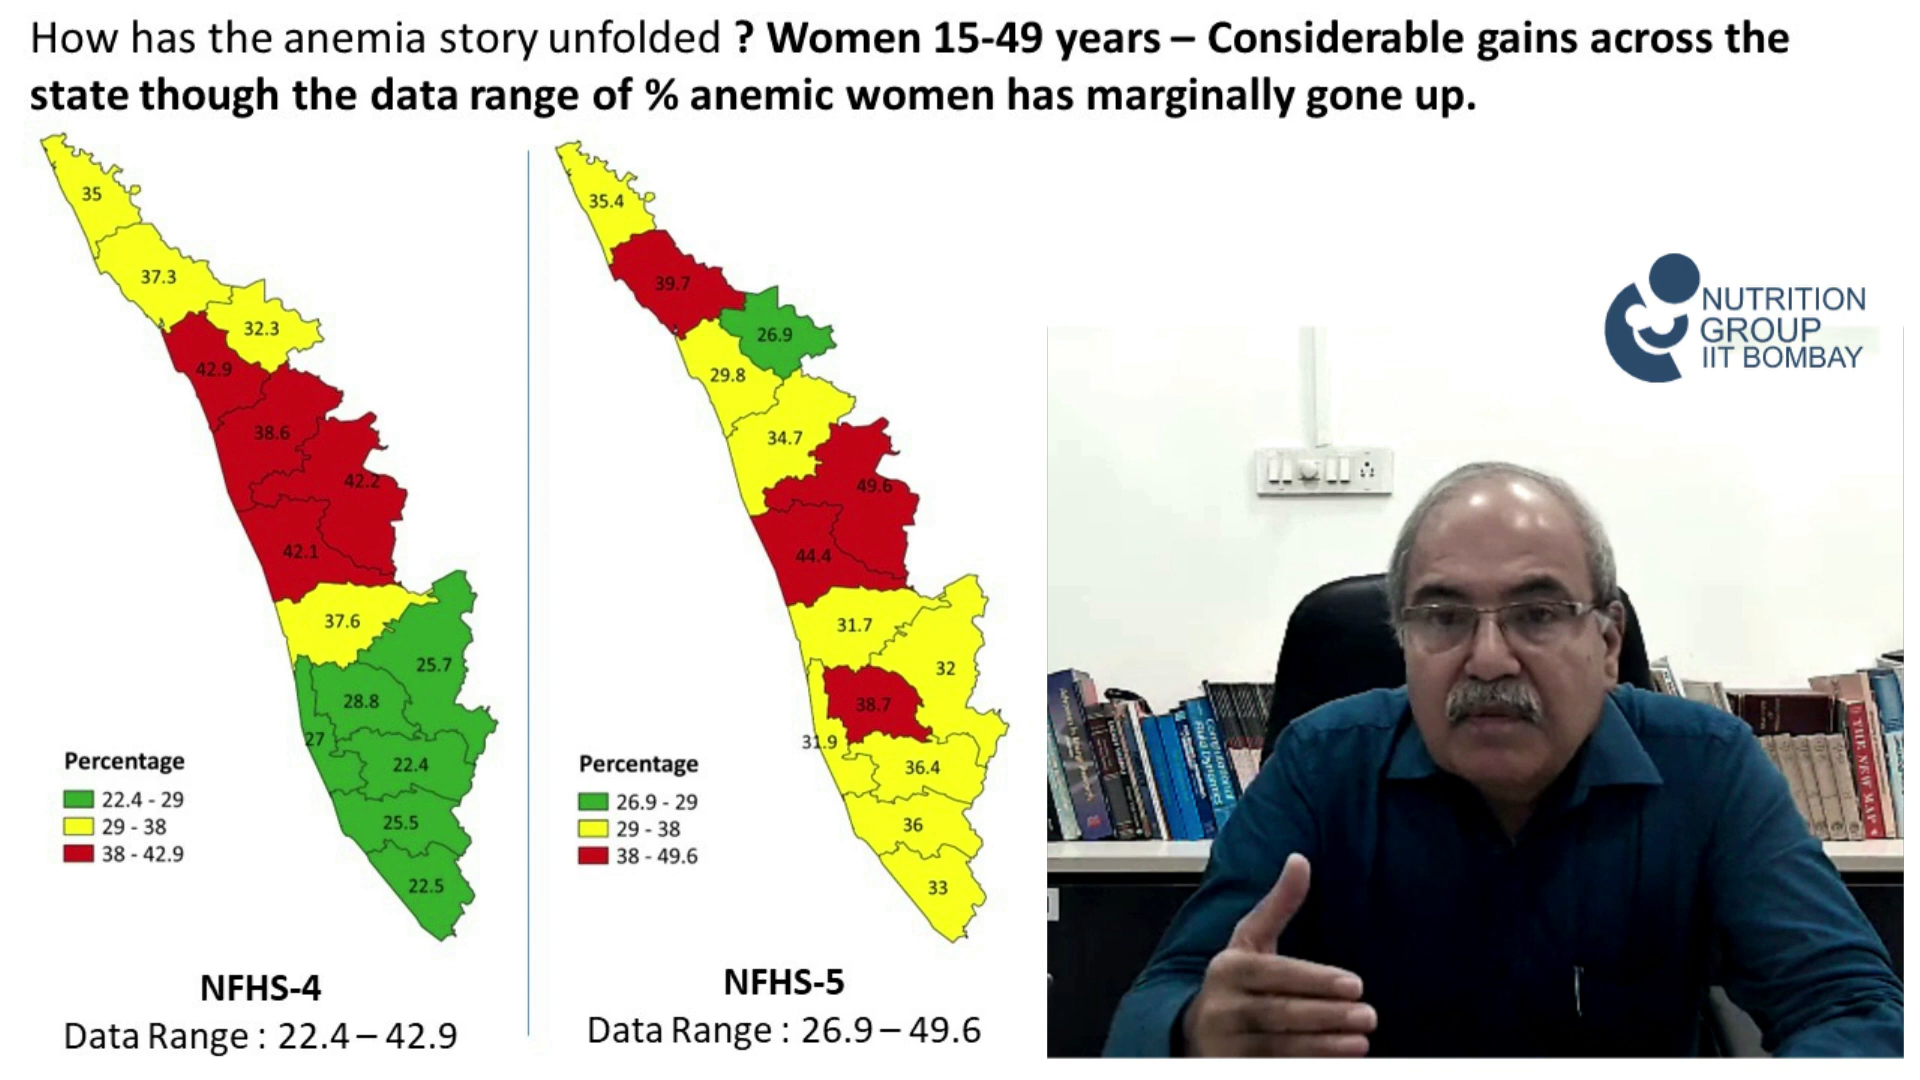 How has the anemia story unfolded ? Women 15-49 years – Considerable gains across the
state though the data range of % anemic women has marginally gone up.
35
37.3
32.3
42.9
38.6
42.2
42.1
37.6
25.7
28.8
27
22.4
25.5
22.5
Percentage
22.4 - 29
29 - 38
38 - 42.9
NFHS-4
Data Range : 22.4 – 42.9
35.4
39.7
26.9
29.8
34.7
49.6
44.4
31.7
32
38.7
31.9
36.4
36
33
Percentage
26.9 - 29
29 - 38
38 - 49.6
NFHS-5
Data Range : 26.9 – 49.6
NUTRITION
GROUP
IIT BOMBAY
THE NEW MAP